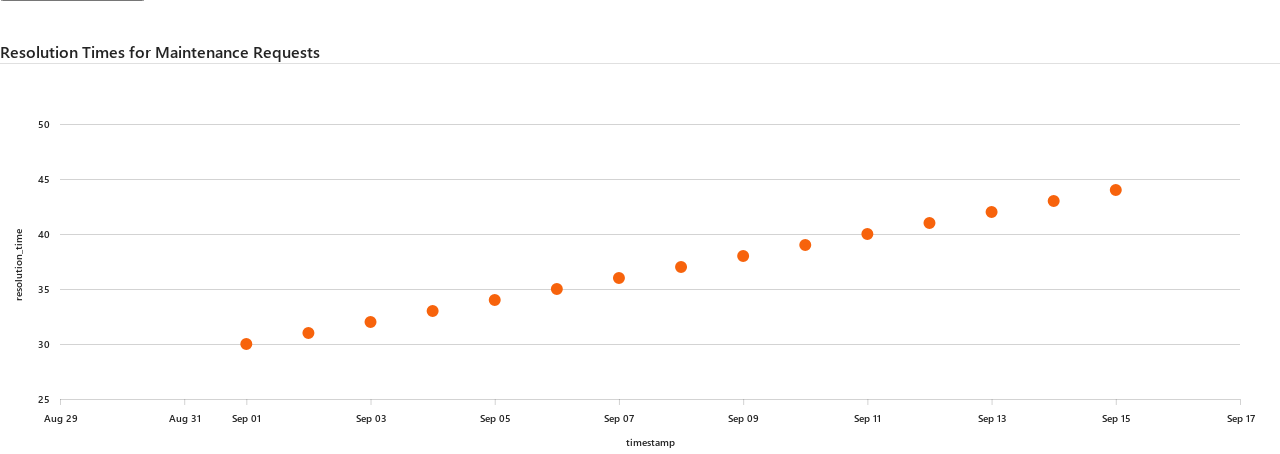 Resolution Times for Maintenance Requests
50
45
40
35
30
25
resolution_time
Aug 29 Aug 31 Sep 01 Sep 03 Sep 05 Sep 07 Sep 09 Sep 11 Sep 13 Sep 15 Sep 17
timestamp